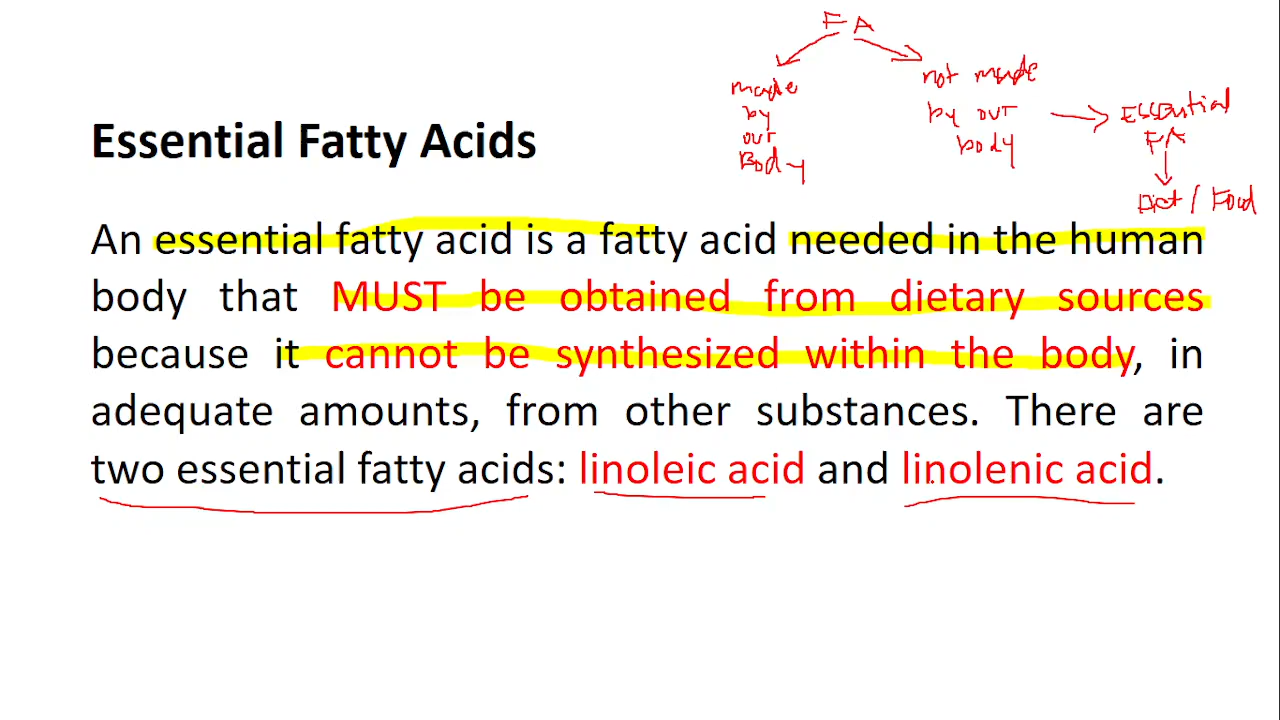 FA
made
by
out
Body
not made
by out
body
Essential
FA
Diet / Food
Essential Fatty Acids
An essential fatty acid is a fatty acid needed in the human
body that MUST be obtained from dietary sources
because it cannot be synthesized within the body, in
adequate amounts, from other substances. There are
two essential fatty acids: linoleic acid and linolenic acid.